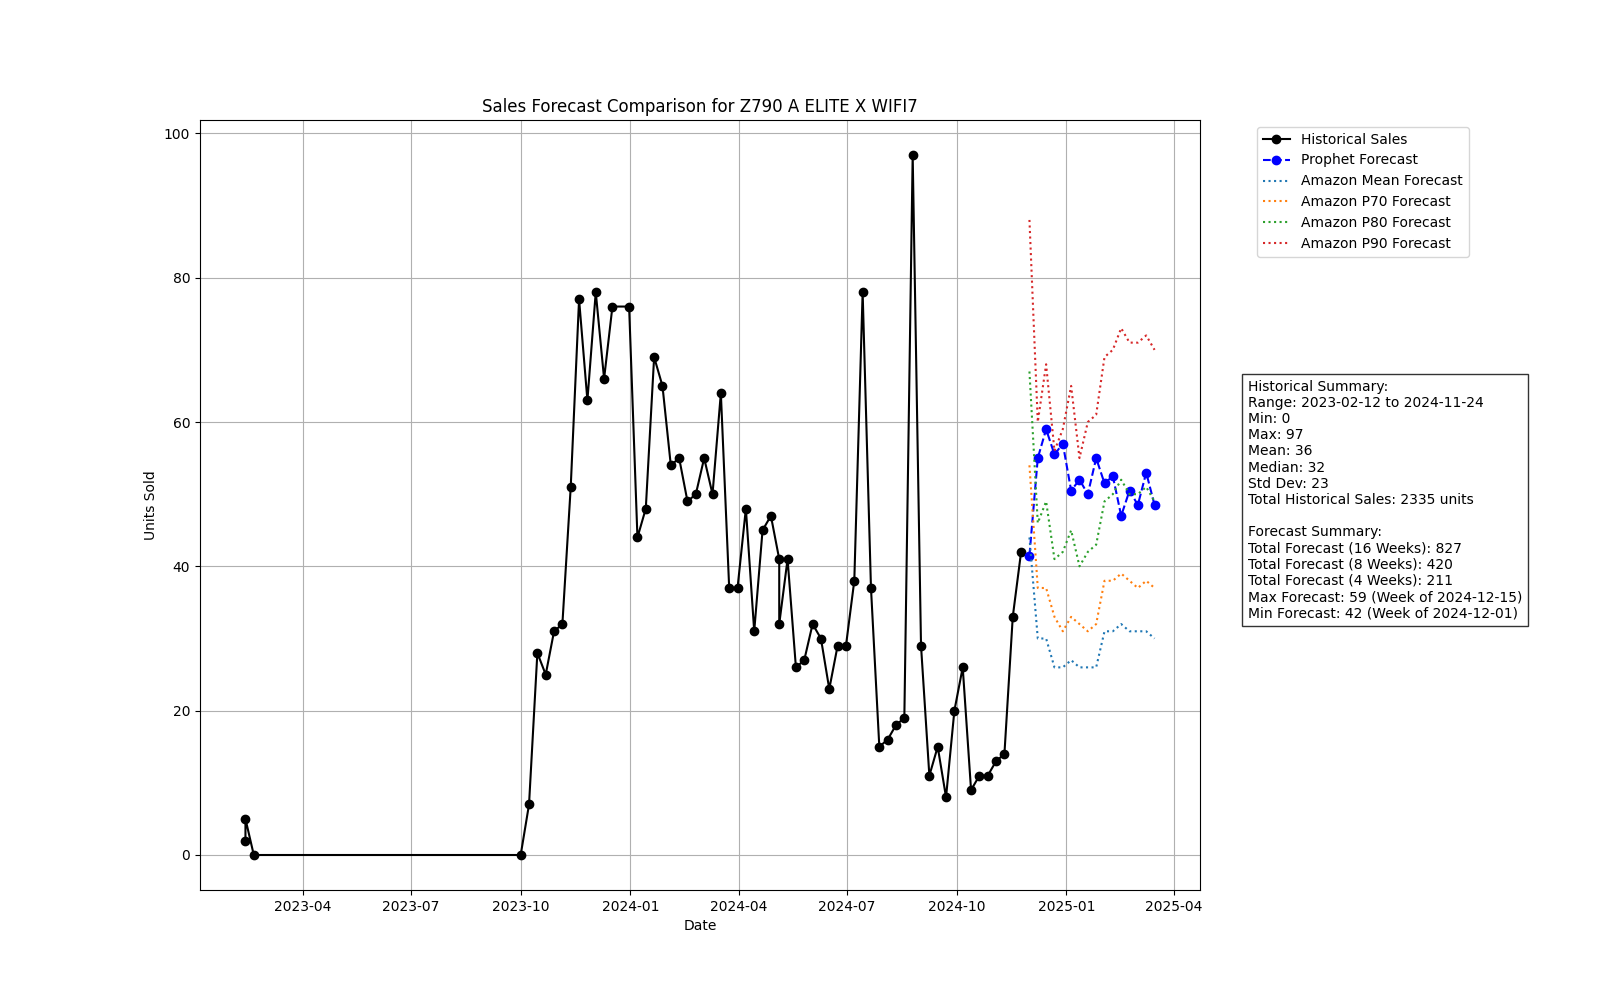 Sales Forecast Comparison for Z790 A ELITE X WIFI7
Units Sold
100
80
60
40
20
0
2023-04
2023-07
2023-10
2024-01
2024-04
2024-07
2024-10
2025-01
2025-04
Date
Historical Sales
Prophet Forecast
Amazon Mean Forecast
Amazon P70 Forecast
Amazon P80 Forecast
Amazon P90 Forecast
Historical Summary:
Range: 2023-02-12 to 2024-11-24
Min: 0
Max: 97
Mean: 36
Median: 32
Std Dev: 23
Total Historical Sales: 2335 units
Forecast Summary:
Total Forecast (16 Weeks): 827
Total Forecast (8 Weeks): 420
Total Forecast (4 Weeks): 211
Max Forecast: 59 (Week of 2024-12-15)
Min Forecast: 42 (Week of 2024-12-01)